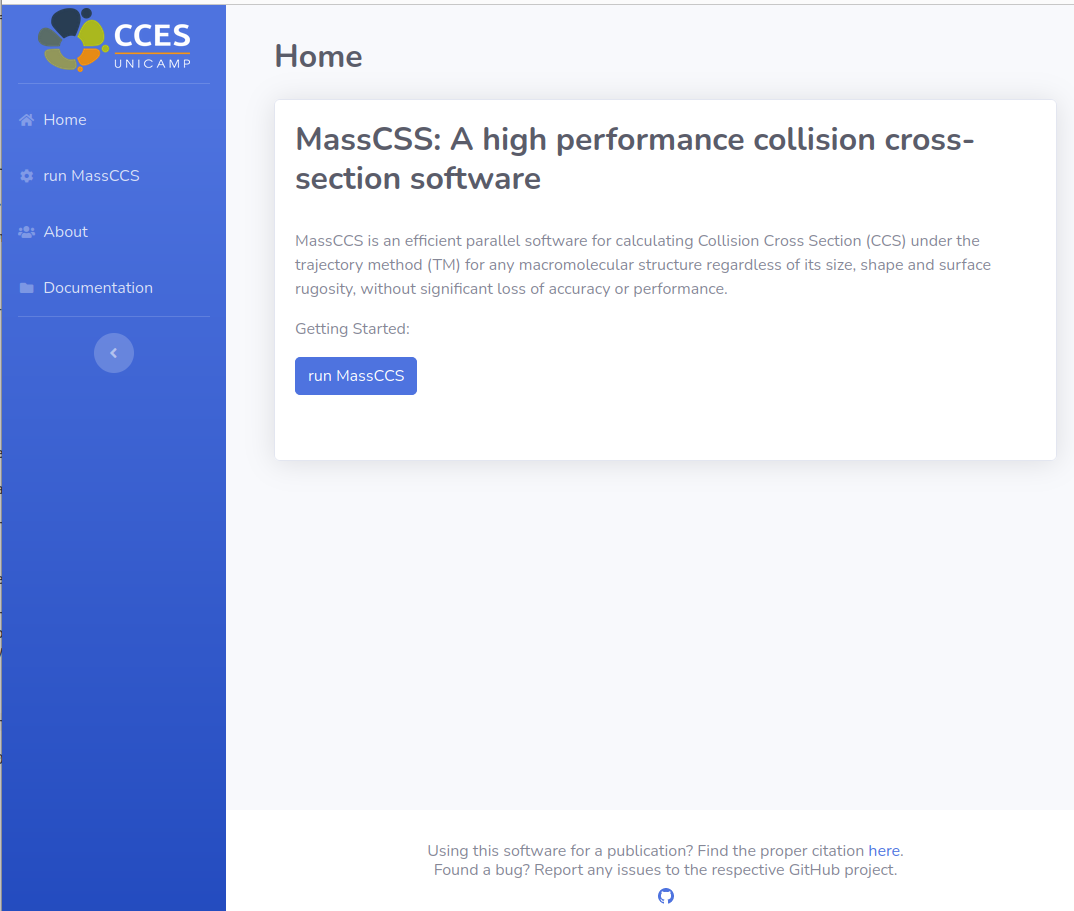 CCES
UNICAMP
Home
run MassCCS
About
Documentation
Home
MassCSS: A high performance collision cross-
section software
MassCCS is an efficient parallel software for calculating Collision Cross Section (CCS) under the
trajectory method (TM) for any macromolecular structure regardless of its size, shape and surface
rugosity, without significant loss of accuracy or performance.
Getting Started:
run MassCCS
Using this software for a publication? Find the proper citation here.
Found a bug? Report any issues to the respective GitHub project.